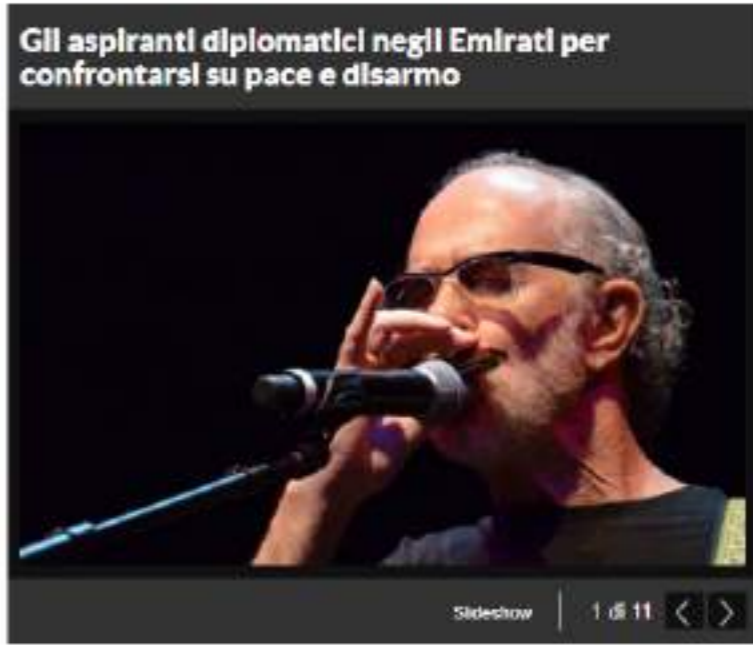 Gli aspiranti diplomatici negli Emirati per
confrontarsi su pace e disarmo
Slideshow
1 di 11